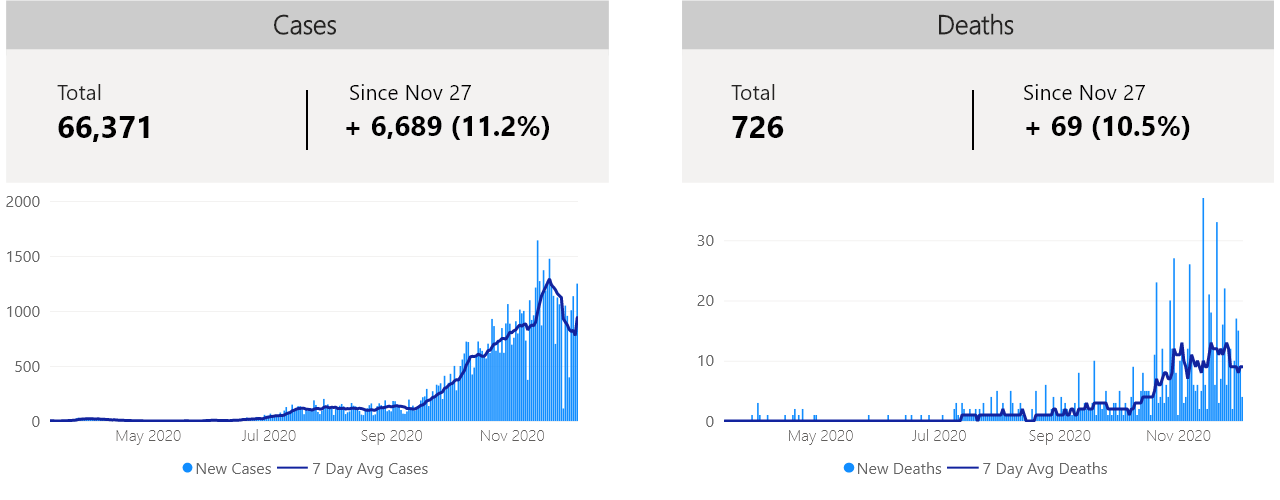 Cases
Total
66,371
Since Nov 27
+ 6,689 (11.2%)
2000
1500
1000
500
0
May 2020 Jul 2020 Sep 2020 Nov 2020
New Cases 7 Day Avg Cases
Deaths
Total
726
Since Nov 27
+ 69 (10.5%)
30
20
10
0
May 2020 Jul 2020 Sep 2020 Nov 2020
New Deaths 7 Day Avg Deaths